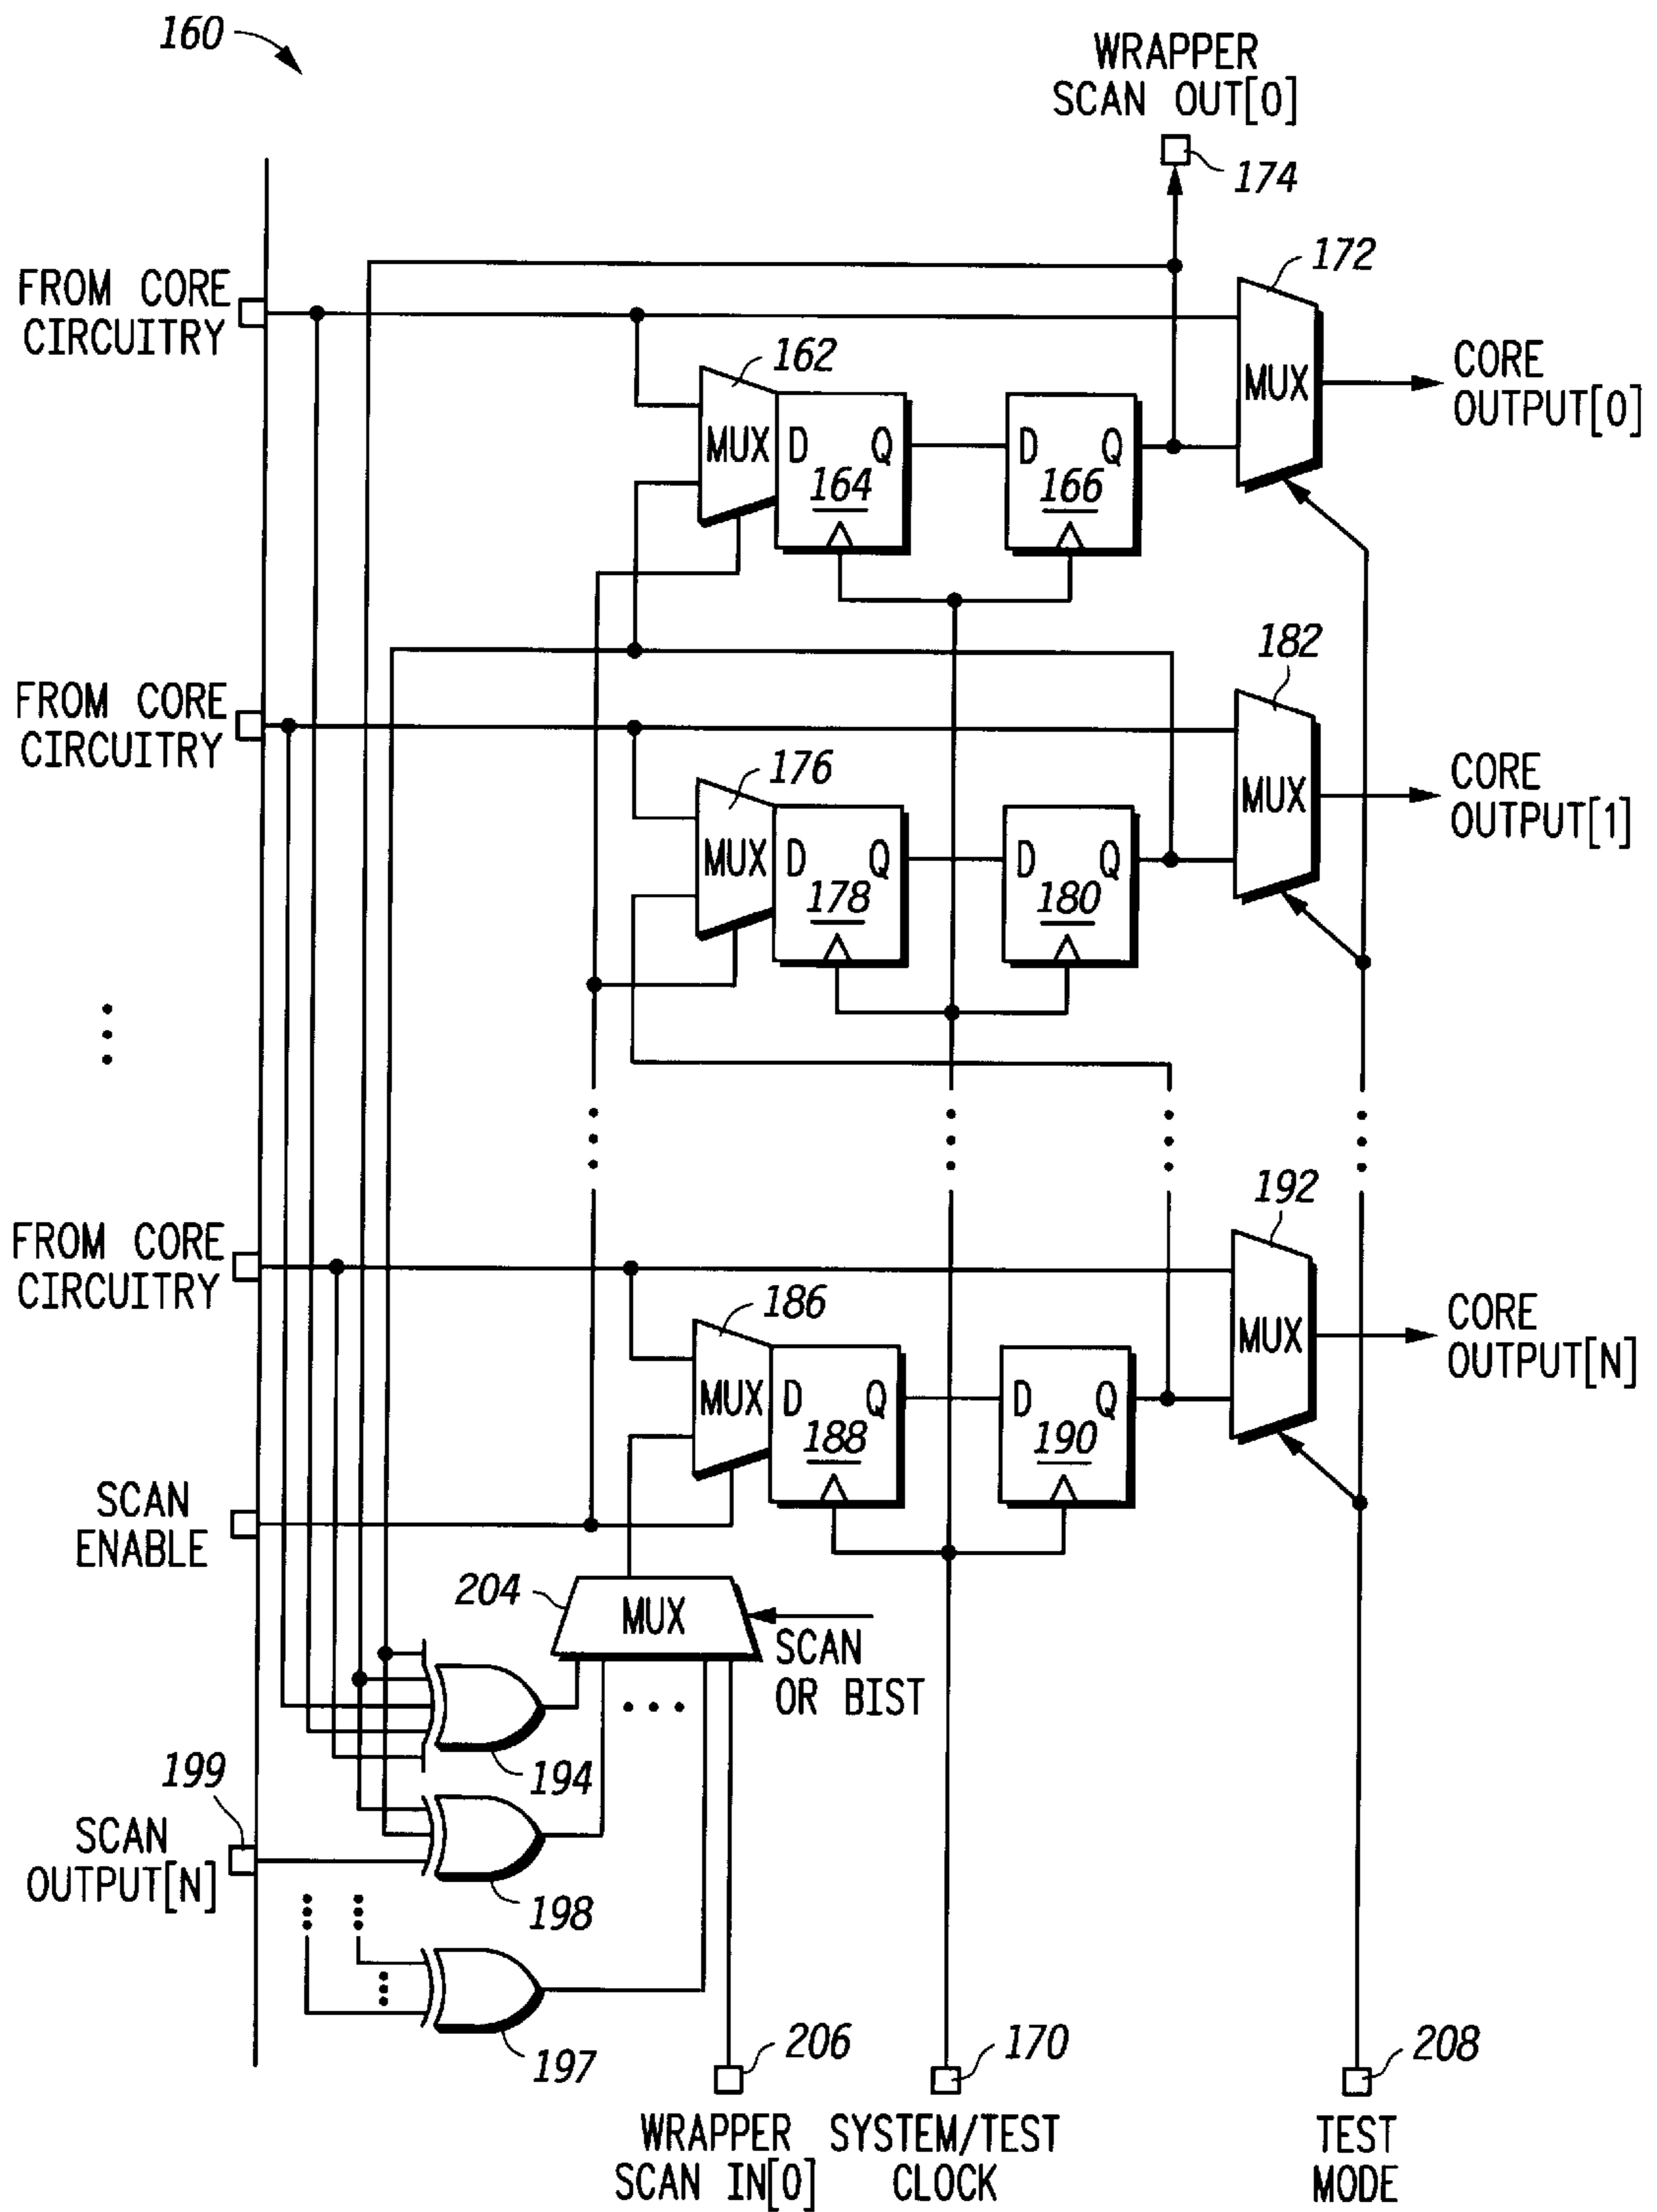 160
WRAPPER
SCAN OUT[0]
174
FROM CORE
CIRCUITRY
172
162
MUX
D Q
164
D Q
166
MUX
CORE
OUTPUT[0]
182
FROM CORE
CIRCUITRY
176
MUX
D Q
178
D Q
180
MUX
CORE
OUTPUT[1]
192
FROM CORE
CIRCUITRY
186
MUX
D Q
188
D Q
190
MUX
CORE
OUTPUT[N]
SCAN
ENABLE
204
MUX
SCAN
OR BIST
194
199
SCAN
OUTPUT[N]
198
197
206
170
208
WRAPPER
SCAN IN[0]
SYSTEM/TEST
CLOCK
TEST
MODE